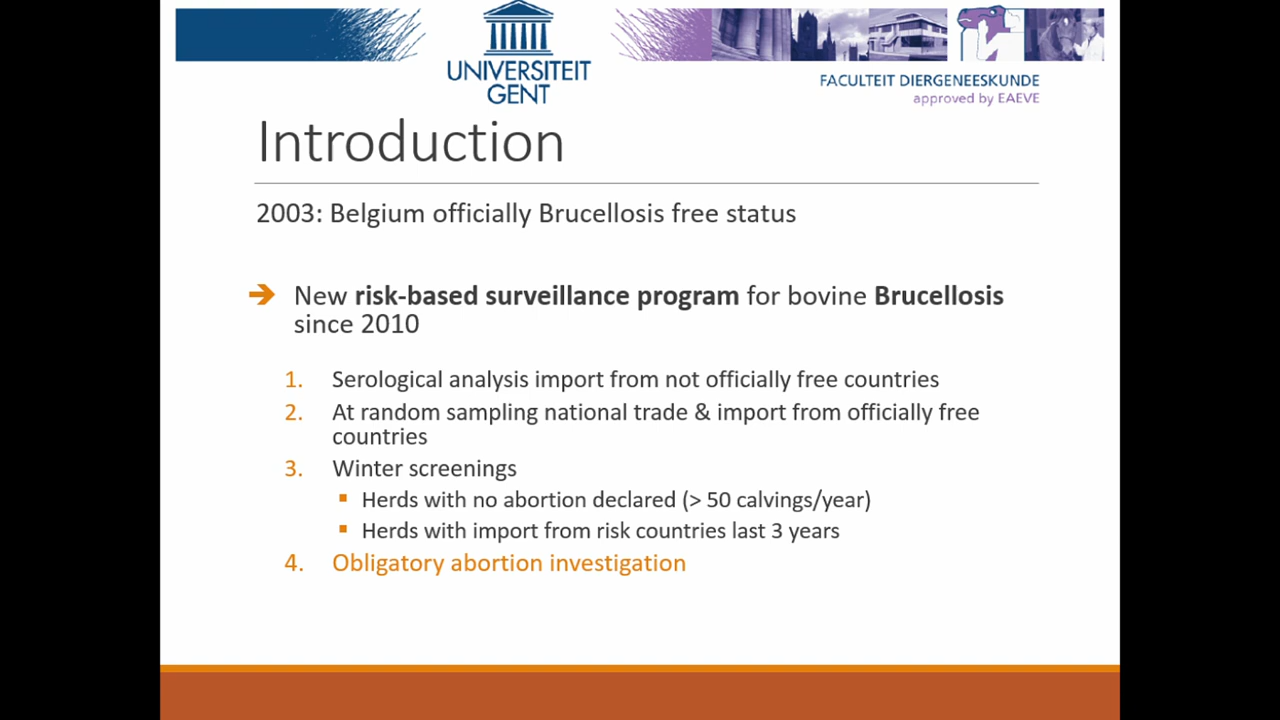 UNIVERSITEIT
GENT
FACULTEIT DIERGENEESKUNDE
approved by EAEVE
Introduction
2003: Belgium officially Brucellosis free status
➔ New risk-based surveillance program for bovine Brucellosis
since 2010
1. Serological analysis import from not officially free countries
2. At random sampling national trade & import from officially free
countries
3. Winter screenings
▪ Herds with no abortion declared (> 50 calvings/year)
▪ Herds with import from risk countries last 3 years
4. Obligatory abortion investigation